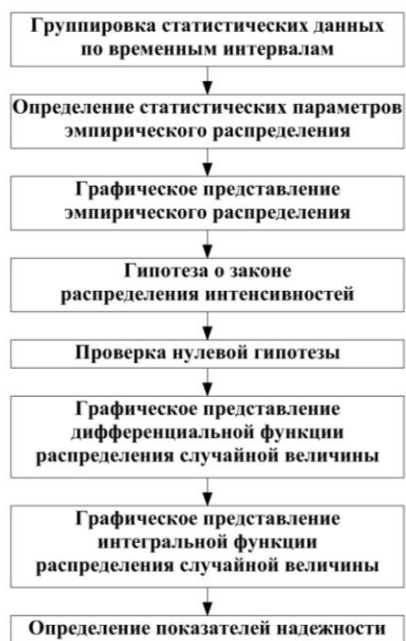 Группировка статистических данных
по временным интервалам
Определение статистических параметров
эмпирического распределения
Графическое представление
эмпирического распределения
Гипотеза о законе
распределения интенсивностей
Проверка нулевой гипотезы
Графическое представление
дифференциальной функции
распределения случайной величины
Графическое представление
интегральной функции
распределения случайной величины
Определение показателей надежности